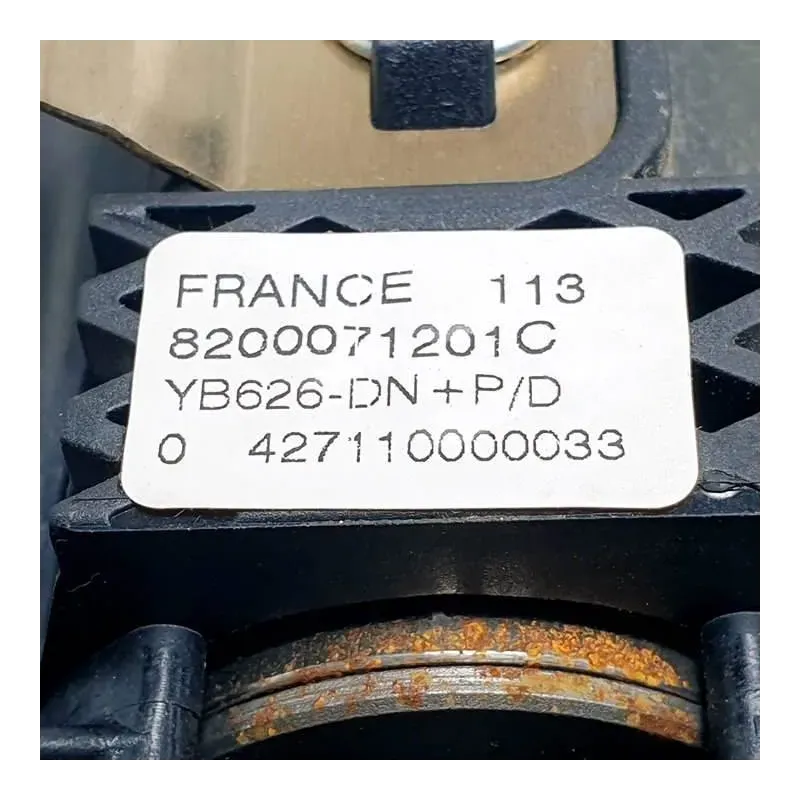 FRANCE 113
8200071201C
YB626-DN+P/D
0 427110000033